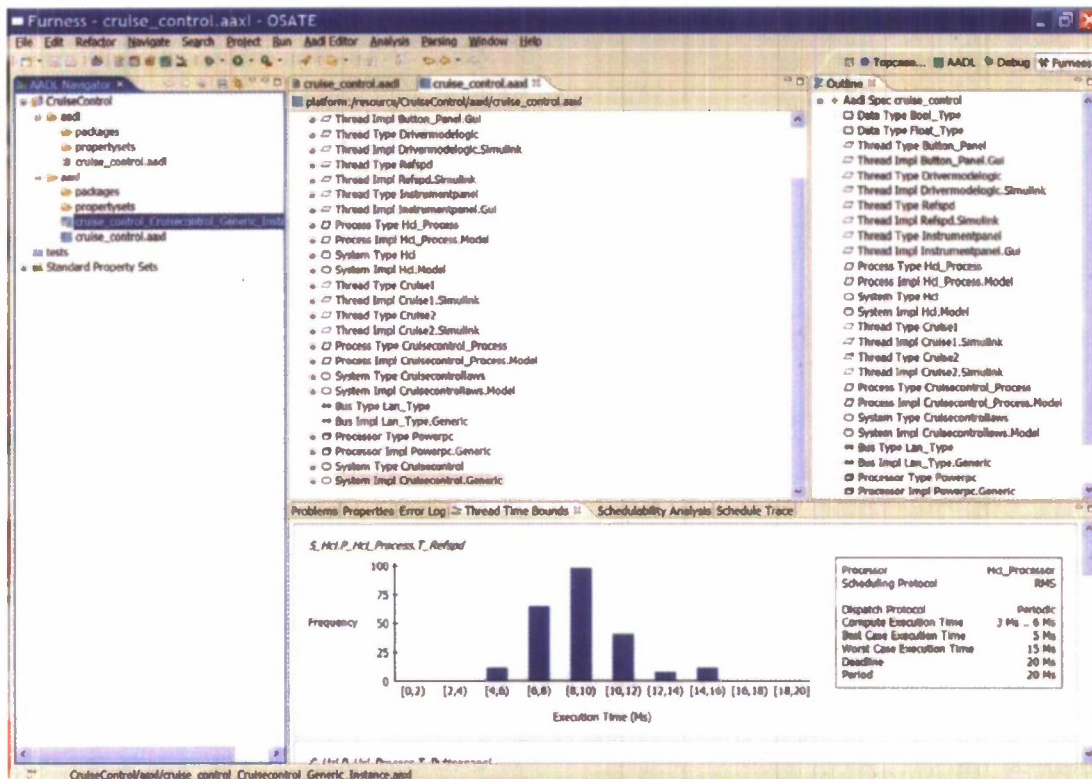 Furness - cruise_control.aaxl - OSATE
File Edit Refactor Navigate Search Project Run Aadl Editor Analysis Parsing Window Help
Topcase... AADL Debug Furness
AADL Navigator
CruiseControl
aadl
packages
propertysets
cruise_control.aadl
aaxl
packages
propertysets
cruise_control_Cruisecontrol_Generic_Insta
cruise_control.aaxl
tests
Standard Property Sets
cruise_control.aadl cruise_control.aaxl
platform:/resource/CruiseControl/aaxl/cruise_control.aaxl
Thread Impl Button_Panel.Gui
Thread Type Drivermodelogic
Thread Impl Drivermodelogic.Simulink
Thread Type Refspd
Thread Impl Refspd.Simulink
Thread Type Instrumentpanel
Thread Impl Instrumentpanel.Gui
Process Type Hci_Process
Process Impl Hci_Process.Model
System Type Hci
System Impl Hci.Model
Thread Type Cruise1
Thread Impl Cruise1.Simulink
Thread Type Cruise2
Thread Impl Cruise2.Simulink
Process Type Cruisecontrol_Process
Process Impl Cruisecontrol_Process.Model
System Type Cruisecontrollaws
System Impl Cruisecontrollaws.Model
Bus Type Lan_Type
Bus Impl Lan_Type.Generic
Processor Type Powerpc
Processor Impl Powerpc.Generic
System Type Cruisecontrol
System Impl Cruisecontrol.Generic
Outline
Aadl Spec cruise_control
Data Type Bool_Type
Data Type Float_Type
Thread Type Button_Panel
Thread Impl Button_Panel.Gui
Thread Type Drivermodelogic
Thread Impl Drivermodelogic.Simulink
Thread Type Refspd
Thread Impl Refspd.Simulink
Thread Type Instrumentpanel
Thread Impl Instrumentpanel.Gui
Process Type Hci_Process
Process Impl Hci_Process.Model
System Type Hci
System Impl Hci.Model
Thread Type Cruise1
Thread Impl Cruise1.Simulink
Thread Type Cruise2
Thread Impl Cruise2.Simulink
Process Type Cruisecontrol_Process
Process Impl Cruisecontrol_Process.Model
System Type Cruisecontrollaws
System Impl Cruisecontrollaws.Model
Bus Type Lan_Type
Bus Impl Lan_Type.Generic
Processor Type Powerpc
Processor Impl Powerpc.Generic
Problems Properties Error Log Thread Time Bounds Schedulability Analysis Schedule Trace
S_Hci.P_Hci_Process.T_Refspd
Frequency
100
75
50
25
0
[0,2) [2,4) [4,6) [6,8) [8,10) [10,12) [12,14) [14,16) [16,18) [18,20]
Execution Time (Ms)
Processor Hci_Processor
Scheduling Protocol RMS
Dispatch Protocol Periodic
Compute Execution Time 3 Ms .. 6 Ms
Best Case Execution Time 5 Ms
Worst Case Execution Time 15 Ms
Deadline 20 Ms
Period 20 Ms
CruiseControl/aaxl/cruise_control_Cruisecontrol_Generic_Instance.aaxl